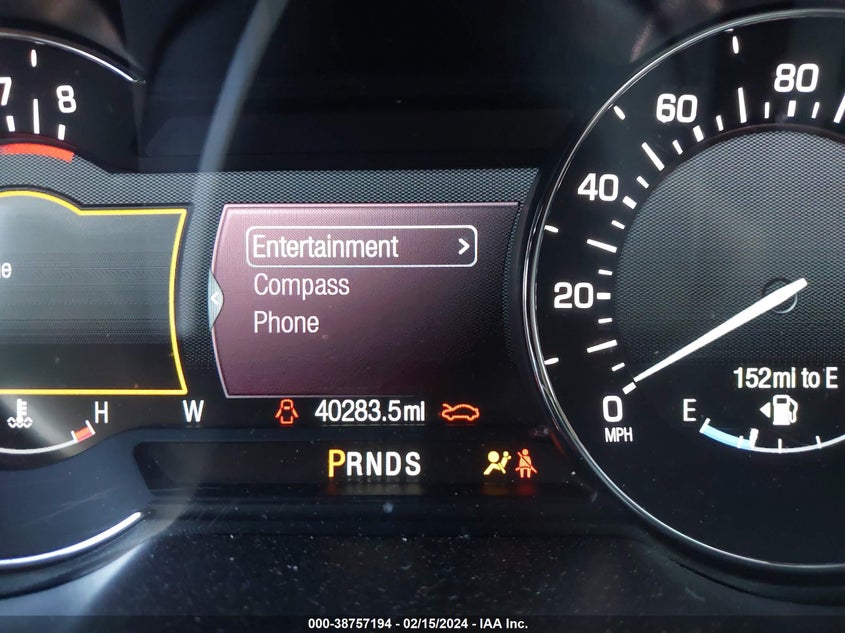 7 8
80
60
40
20
0
MPH
e
Entertainment >
Compass
Phone
152mi to E
H
W
40283.5mi
E
PRNDS
000-38757194 - 02/15/2024 - IAA Inc.